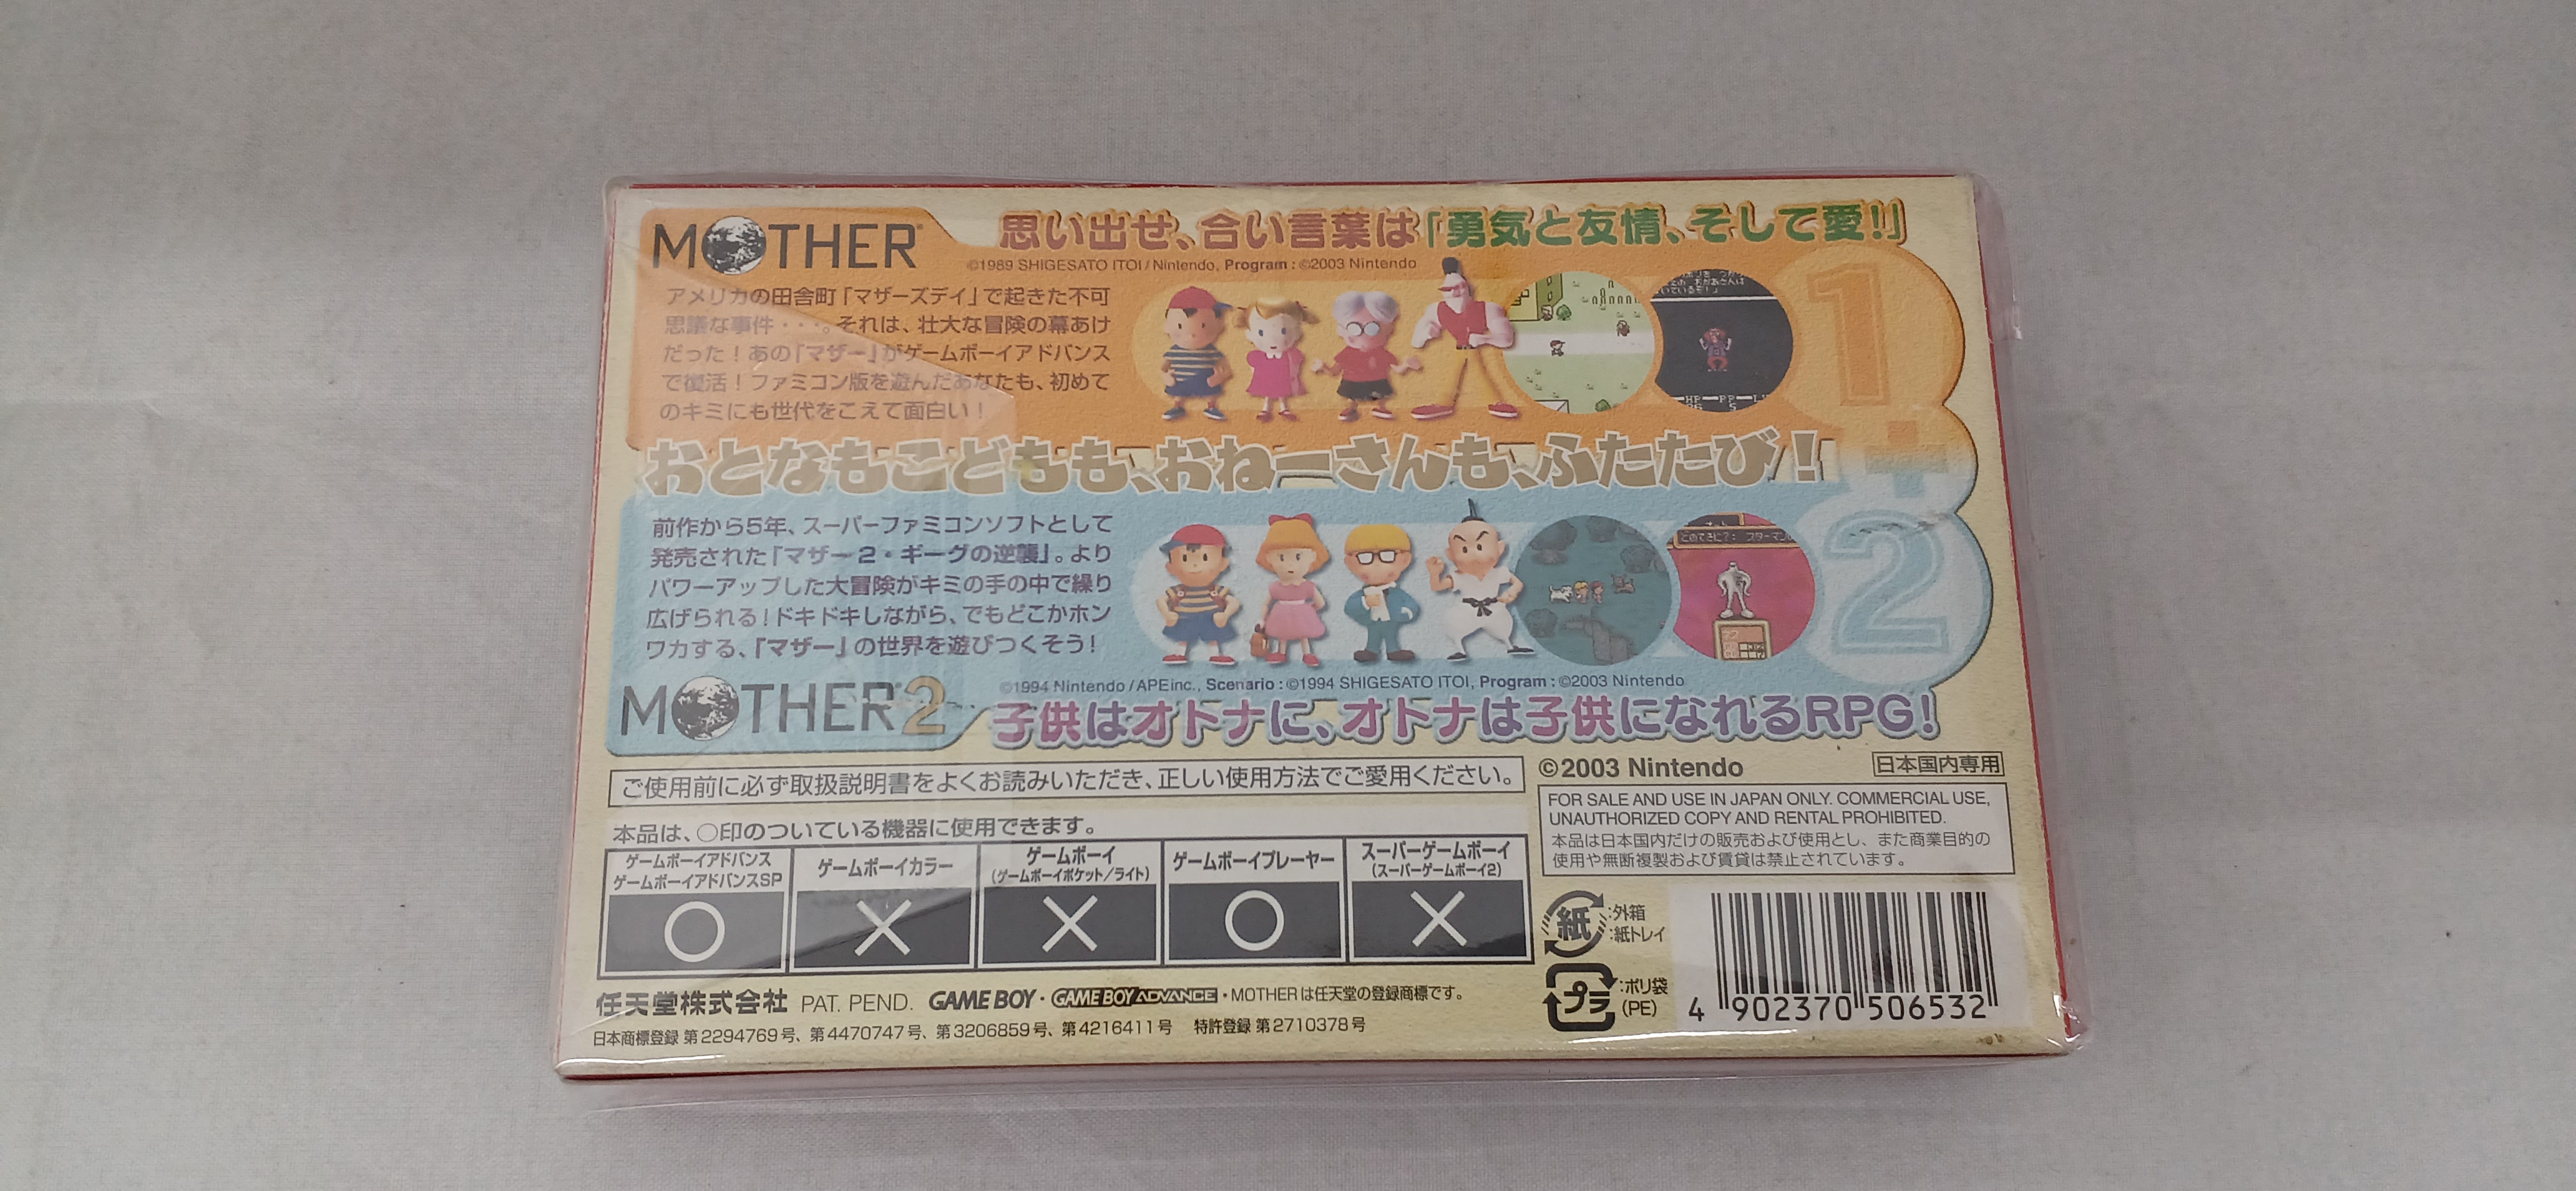 MOTHER
思い出せ、合い言葉は「勇気と友情、そして愛!」
©1989 SHIGESATO ITOI / Nintendo, Program : ©2003 Nintendo
アメリカの田舎町「マザーズデイ」で起きた不可
思議な事件・・・。それは、壮大な冒険の幕あけ
だった！あの「マザー」がゲームボーイアドバンス
で復活！ファミコン版を遊んだあなたも、初めて
のキミにも世代をこえて面白い！
1
+
2
おとなもこどもも、おねーさんも、ふたたび！
前作から5年、スーパーファミコンソフトとして
発売された「マザー2・ギーグの逆襲」。より
パワーアップした大冒険がキミの手の中で繰り
広げられる！ドキドキしながら、でもどこかホン
ワカする、「マザー」の世界を遊びつくそう！
©1994 Nintendo / APE inc., Scenario : ©1994 SHIGESATO ITOI, Program : ©2003 Nintendo
MOTHER2
子供はオトナに、オトナは子供になれるRPG!
ご使用前に必ず取扱説明書をよくお読みいただき、正しい使用方法でご愛用ください。
©2003 Nintendo
日本国内専用
FOR SALE AND USE IN JAPAN ONLY. COMMERCIAL USE,
UNAUTHORIZED COPY AND RENTAL PROHIBITED.
本品は日本国内だけの販売および使用とし、また商業目的の
使用や無断複製および賃貸は禁止されています。
本品は、○印のついている機器に使用できます。
ゲームボーイアドバンス
ゲームボーイアドバンスSP
○
ゲームボーイカラー
×
ゲームボーイ
(ゲームボーイポケット／ライト)
×
ゲームボーイプレーヤー
○
スーパーゲームボーイ
(スーパーゲームボーイ2)
×
紙
:外箱
:紙トレイ
プラ
:ポリ袋
(PE)
4 902370 506532
任天堂株式会社 PAT. PEND. GAME BOY・GAME BOY ADVANCE・MOTHERは任天堂の登録商標です。
日本商標登録 第2294769号、第4470747号、第3206859号、第4216411号 特許登録 第2710378号